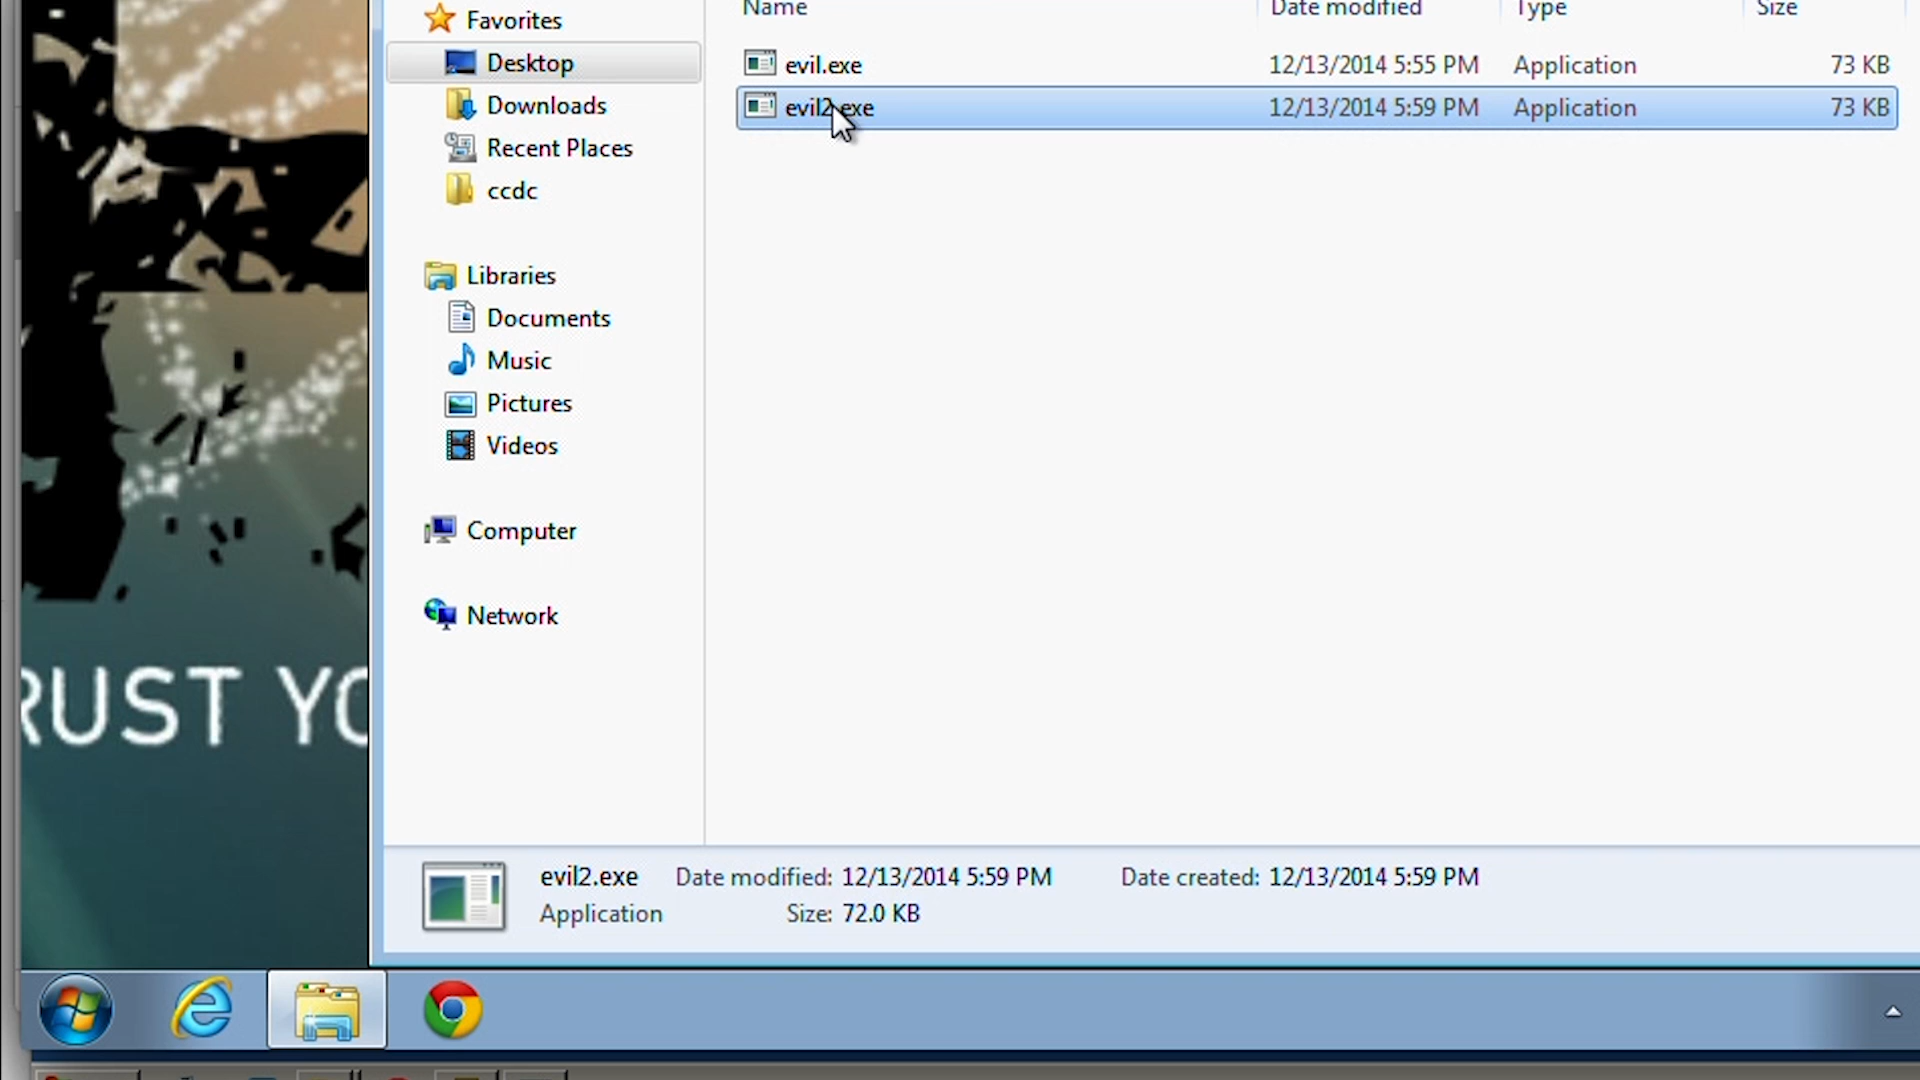 Name Date modified Type Size
Favorites
Desktop
Downloads
Recent Places
ccdc
Libraries
Documents
Music
Pictures
Videos
Computer
Network
evil.exe 12/13/2014 5:55 PM Application 73 KB
evil2.exe 12/13/2014 5:59 PM Application 73 KB
RUST YO
evil2.exe Date modified: 12/13/2014 5:59 PM Date created: 12/13/2014 5:59 PM
Application Size: 72.0 KB